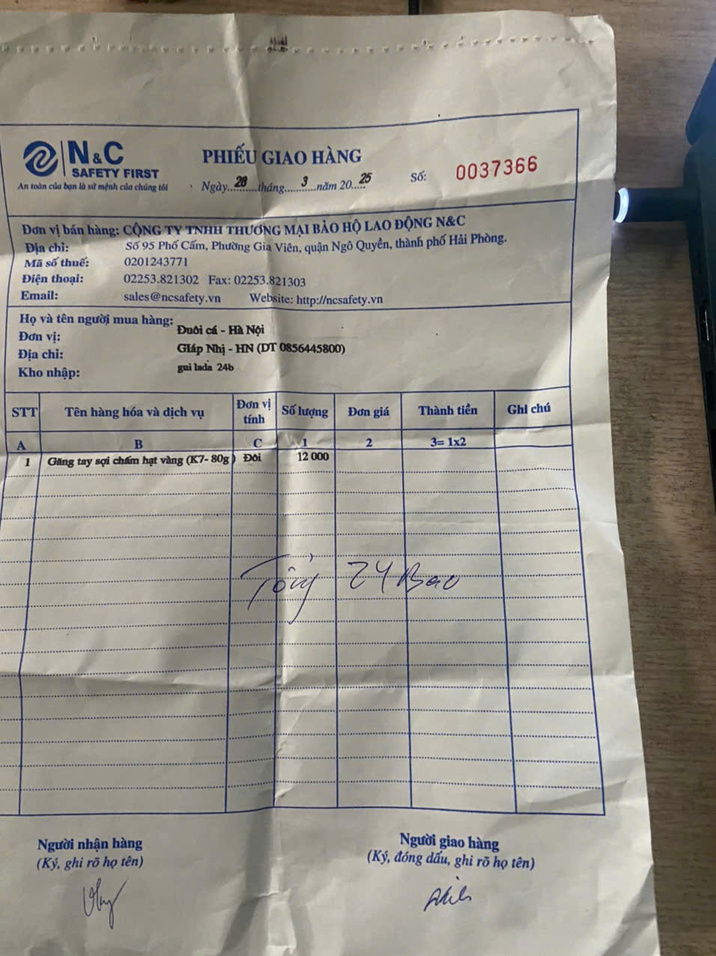 N&C
SAFETY FIRST
An toàn của bạn là sứ mệnh của chúng tôi
PHIẾU GIAO HÀNG
Ngày....28....tháng.......3.....năm 20....25
Số: 0037366
Đơn vị bán hàng: CÔNG TY TNHH THƯƠNG MẠI BẢO HỘ LAO ĐỘNG N&C
Địa chỉ: Số 95 Phố Cấm, Phường Gia Viên, quận Ngô Quyền, thành phố Hải Phòng.
Mã số thuế: 0201243771
Điện thoại: 02253.821302 Fax: 02253.821303
Email: sales@ncsafety.vn Website: http://ncsafety.vn
Họ và tên người mua hàng: Đuôi cá - Hà Nội
Đơn vị:
Địa chỉ: Giáp Nhị - HN (DT 0856445800)
Kho nhập: gui lada 24b
STT Tên hàng hóa và dịch vụ Đơn vị tính Số lượng Đơn giá Thành tiền Ghi chú
A B C 1 2 3= 1x2
1 Găng tay sợi chấm hạt vàng (K7- 80g ) Đôi 12 000
Tổng 24 Bao
Người nhận hàng
(Ký, ghi rõ họ tên)
Người giao hàng
(Ký, đóng dấu, ghi rõ họ tên)